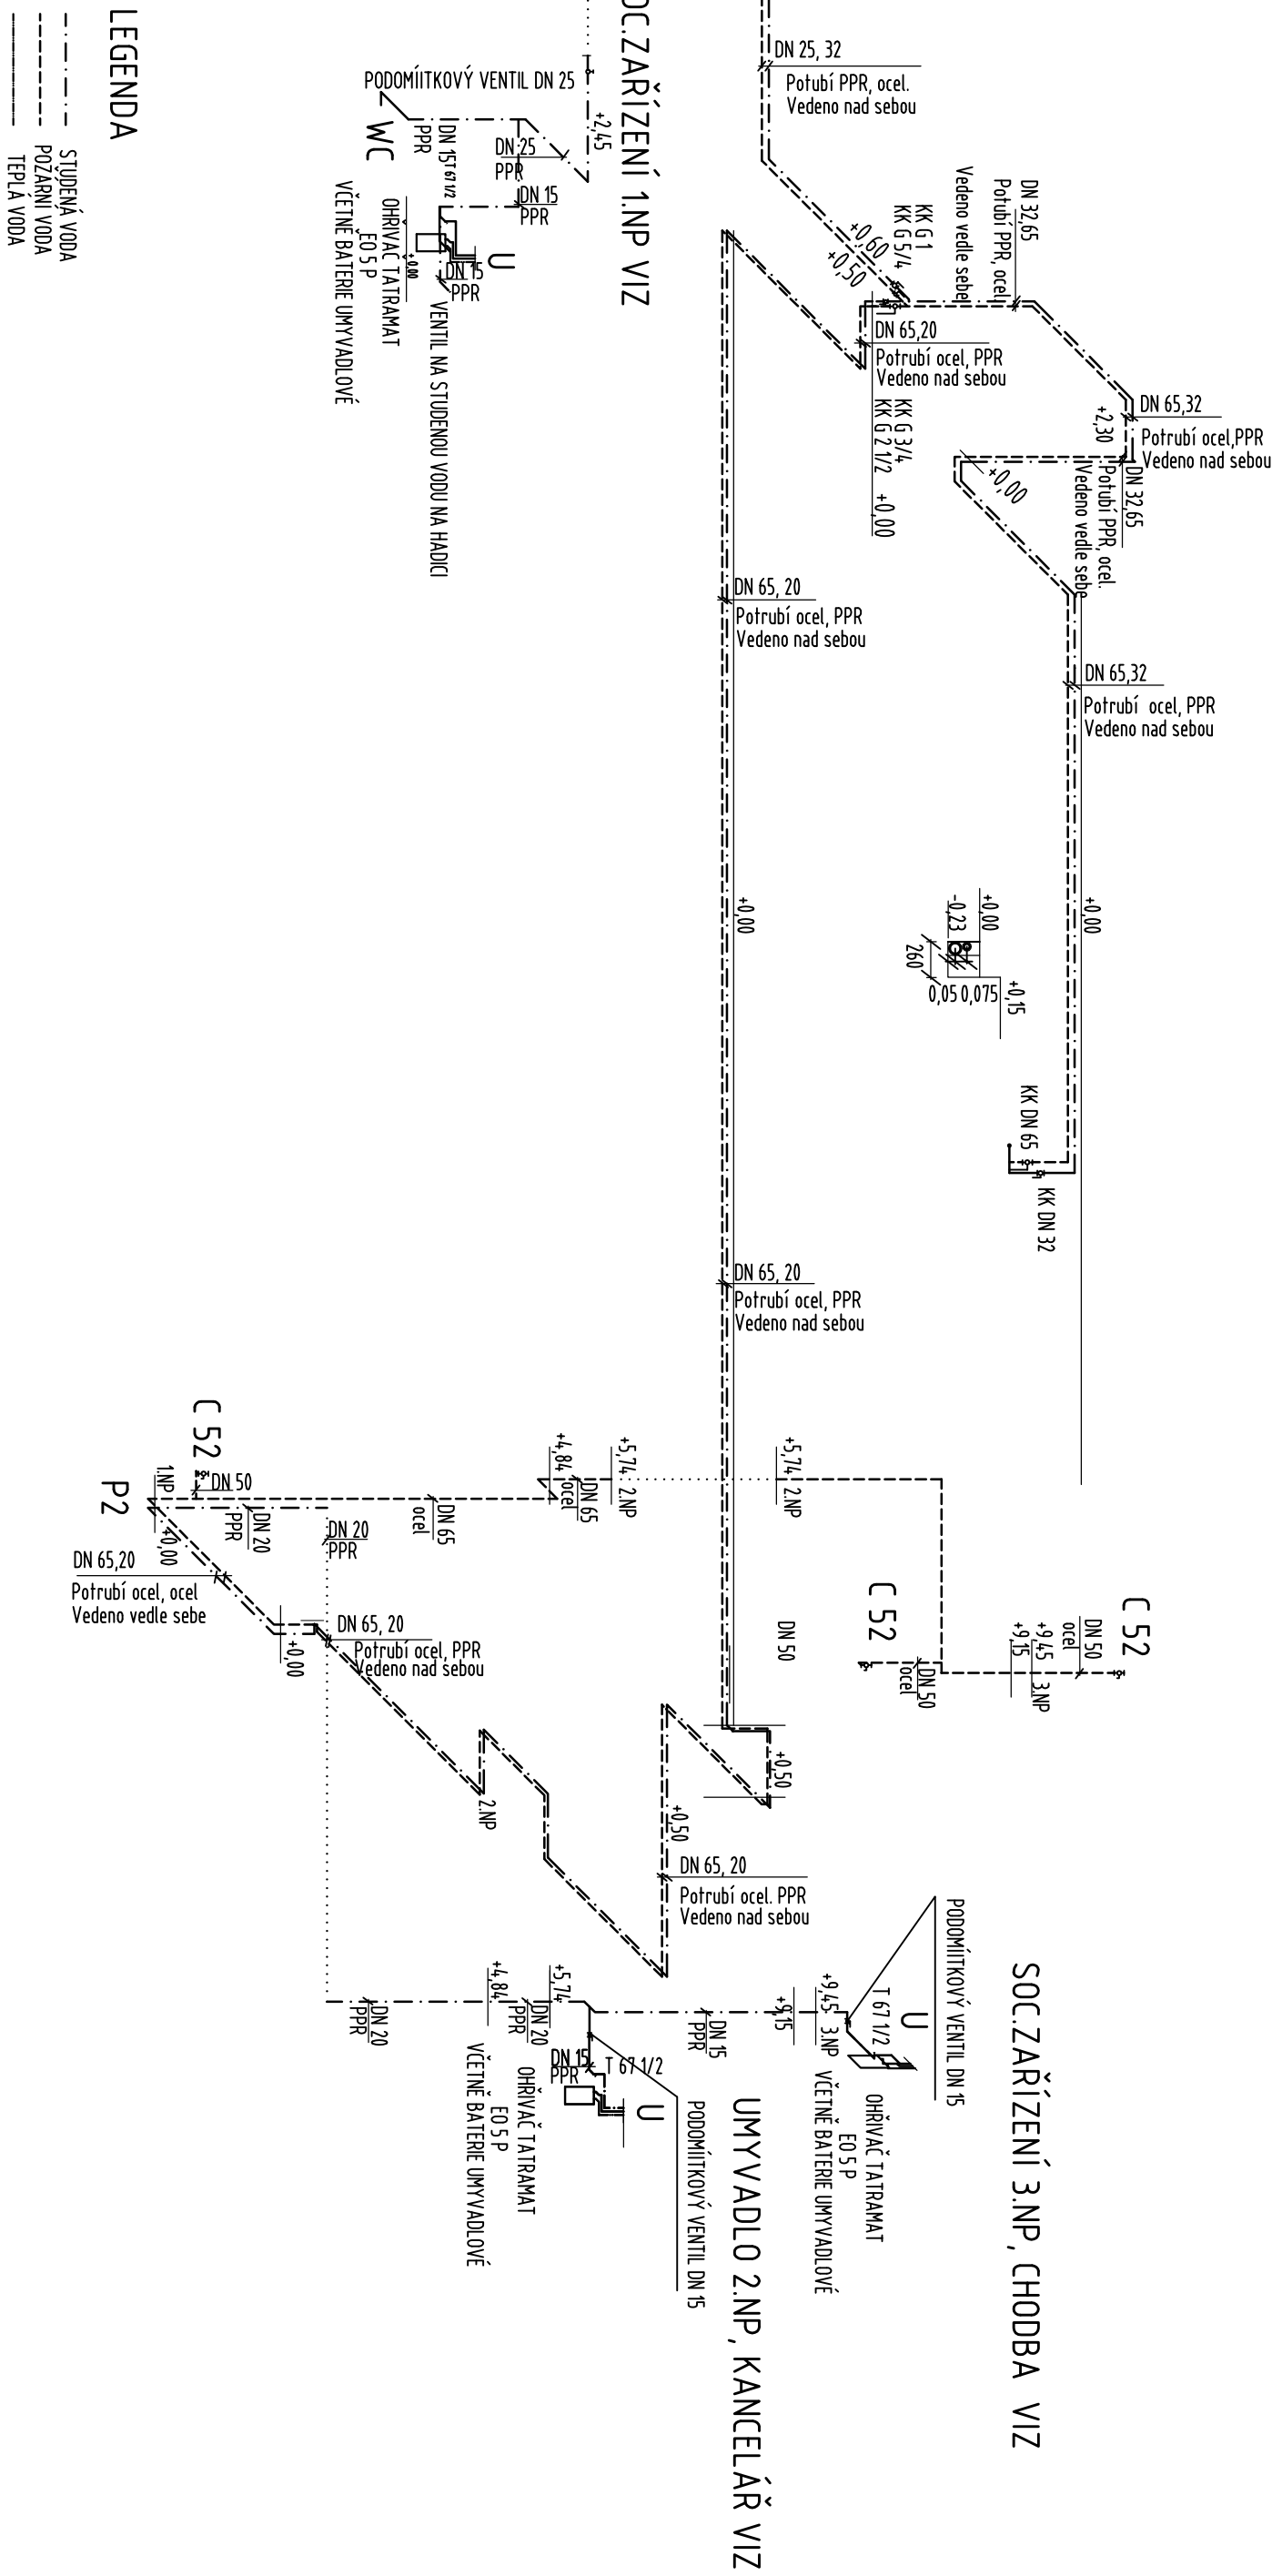 DN 25, 32
Potubí PPR, ocel.
Vedeno nad sebou
SOC.ZAŘÍZENÍ 1.NP VIZ
+2,45
PODOMÍITKOVÝ VENTIL DN 25
WC
DN 15
PPR
T 67 1/2
DN 25
PPR
DN 15
PPR
U
DN 15
PPR
VENTIL NA STUDENOU VODU NA HADICI
+0,00
OHŘIVAČ TATRAMAT
EO 5 P
VČETNĚ BATERIE UMYVADLOVÉ
LEGENDA
STUDENÁ VODA
POŽÁRNÍ VODA
TEPLÁ VODA
DN 32,65
Potubí PPR, ocel.
Vedeno vedle sebe
KK G 1
KK G 5/4
+0,60
+0,50
DN 65,20
Potrubí ocel, PPR
Vedeno nad sebou
KK G 3/4
KK G 2 1/2
+0,00
DN 65,32
Potrubí ocel,PPR
Vedeno nad sebou
+2,30
DN 32,65
Potubí PPR, ocel.
Vedeno vedle sebe
+0,00
DN 65, 20
Potrubí ocel, PPR
Vedeno nad sebou
DN 65,32
Potrubí ocel, PPR
Vedeno nad sebou
+0,00
+0,00
+0,00
-0,23
260
0,05 0,075
+0,15
KK DN 65
KK DN 32
DN 65, 20
Potrubí ocel, PPR
Vedeno nad sebou
C 52
DN 50
P2
1.NP
+0,00
DN 20
PPR
DN 65
ocel
DN 20
PPR
+4,84
DN 65
ocel
+5,74 2.NP
+5,74 2.NP
DN 65,20
Potrubí ocel, ocel
Vedeno vedle sebe
+0,00
DN 65, 20
Potrubí ocel, PPR
Vedeno nad sebou
2.NP
DN 50
C 52
DN 50
ocel
C 52
DN 50
ocel
+9,45 3.NP
+9,15
+0,50
+0,50
DN 65, 20
Potrubí ocel. PPR
Vedeno nad sebou
PODOMÍITKOVÝ VENTIL DN 15
SOC.ZAŘÍZENÍ 3.NP, CHODBA VIZ
U
T 67 1/2
+9,45 3.NP
+9,15
OHŘIVAČ TATRAMAT
EO 5 P
VČETNĚ BATERIE UMYVADLOVÉ
DN 15
PPR
UMYVADLO 2.NP, KANCELÁŘ VIZ
PODOMÍITKOVÝ VENTIL DN 15
U
T 67 1/2
DN 15
PPR
+5,74
+4,84
DN 20
PPR
DN 20
PPR
OHŘIVAČ TATRAMAT
EO 5 P
VČETNĚ BATERIE UMYVADLOVÉ